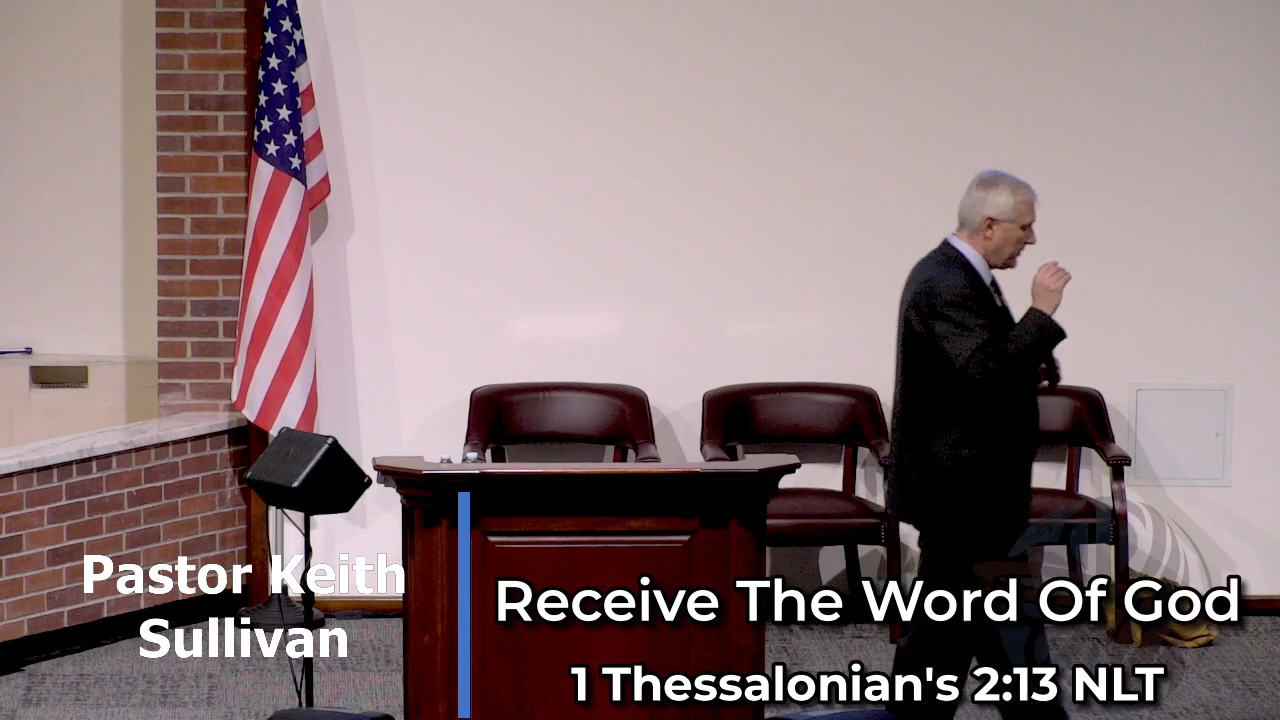 Pastor Keith
Sullivan
Receive The Word Of God
1 Thessalonian's 2:13 NLT